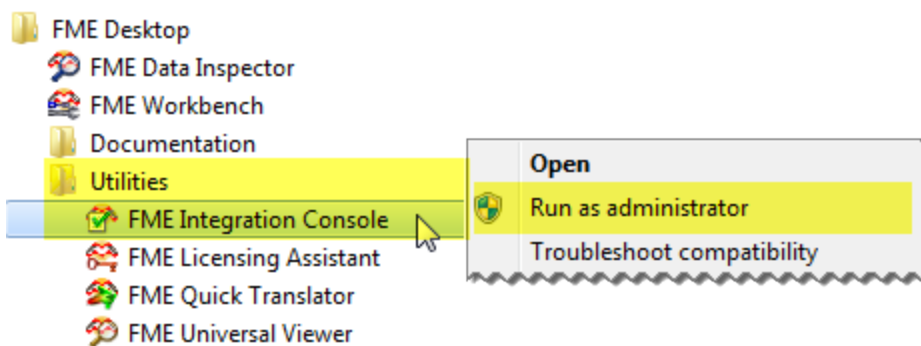 FME Desktop
FME Data Inspector
FME Workbench
Documentation
Utilities
FME Integration Console
FME Licensing Assistant
FME Quick Translator
FME Universal Viewer
Open
Run as administrator
Troubleshoot compatibility